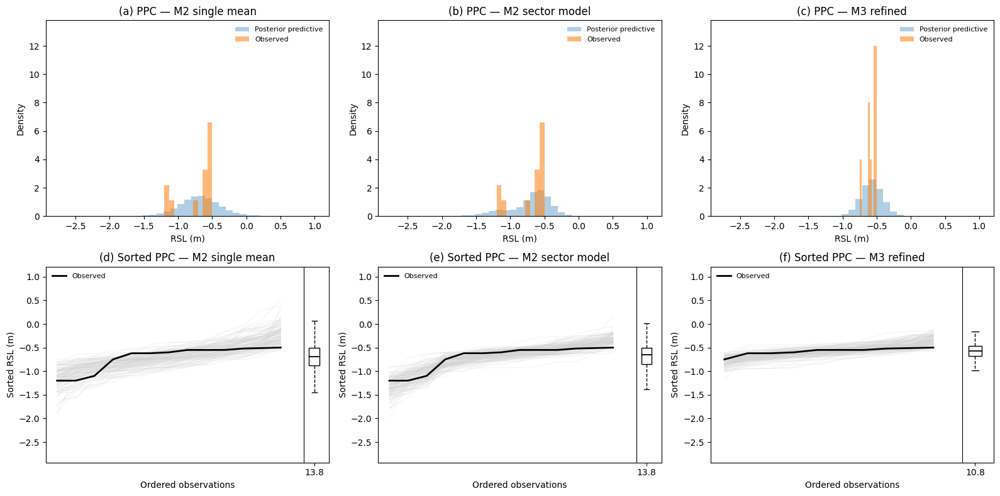 (a) PPC — M2 single mean
Posterior predictive
Observed
12
10
8
6
4
2
0
Density
−2.5 −2.0 −1.5 −1.0 −0.5 0.0 0.5 1.0
RSL (m)
(b) PPC — M2 sector model
Posterior predictive
Observed
12
10
8
6
4
2
0
Density
−2.5 −2.0 −1.5 −1.0 −0.5 0.0 0.5 1.0
RSL (m)
(c) PPC — M3 refined
Posterior predictive
Observed
12
10
8
6
4
2
0
Density
−2.5 −2.0 −1.5 −1.0 −0.5 0.0 0.5 1.0
RSL (m)
(d) Sorted PPC — M2 single mean
Observed
1.0
0.5
0.0
−0.5
−1.0
−1.5
−2.0
−2.5
Sorted RSL (m)
13.8
Ordered observations
(e) Sorted PPC — M2 sector model
Observed
1.0
0.5
0.0
−0.5
−1.0
−1.5
−2.0
−2.5
Sorted RSL (m)
13.8
Ordered observations
(f) Sorted PPC — M3 refined
Observed
1.0
0.5
0.0
−0.5
−1.0
−1.5
−2.0
−2.5
Sorted RSL (m)
10.8
Ordered observations